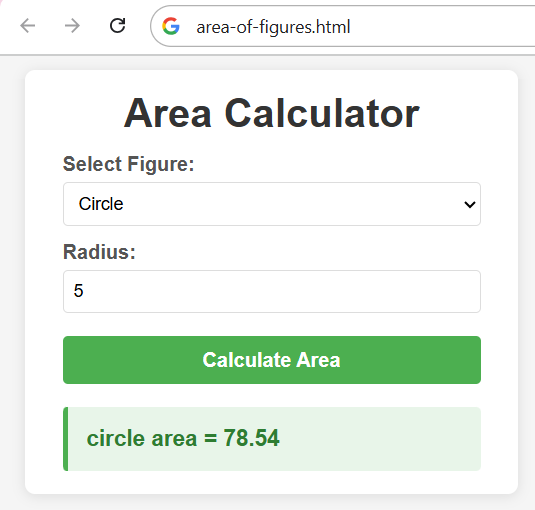 area-of-figures.html
Area Calculator
Select Figure:
Circle
Radius:
5
Calculate Area
circle area = 78.54